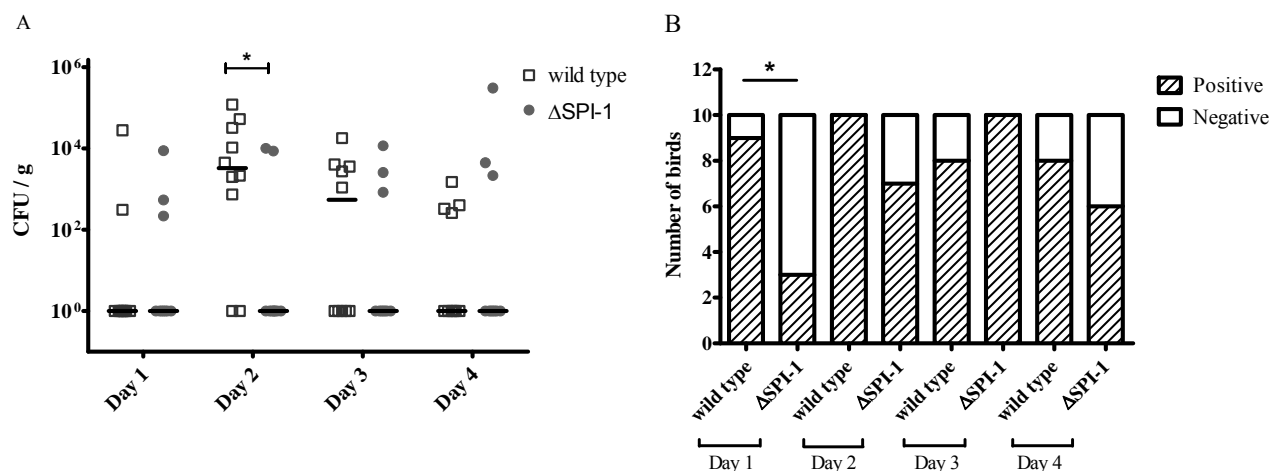 A
CFU / g
10⁶
10⁴
10²
10⁰
*
wild type
ΔSPI-1
Day 1
Day 2
Day 3
Day 4
B
Number of birds
12
10
8
6
4
2
0
*
Positive
Negative
wild type
ΔSPI-1
wild type
ΔSPI-1
wild type
ΔSPI-1
wild type
ΔSPI-1
Day 1
Day 2
Day 3
Day 4